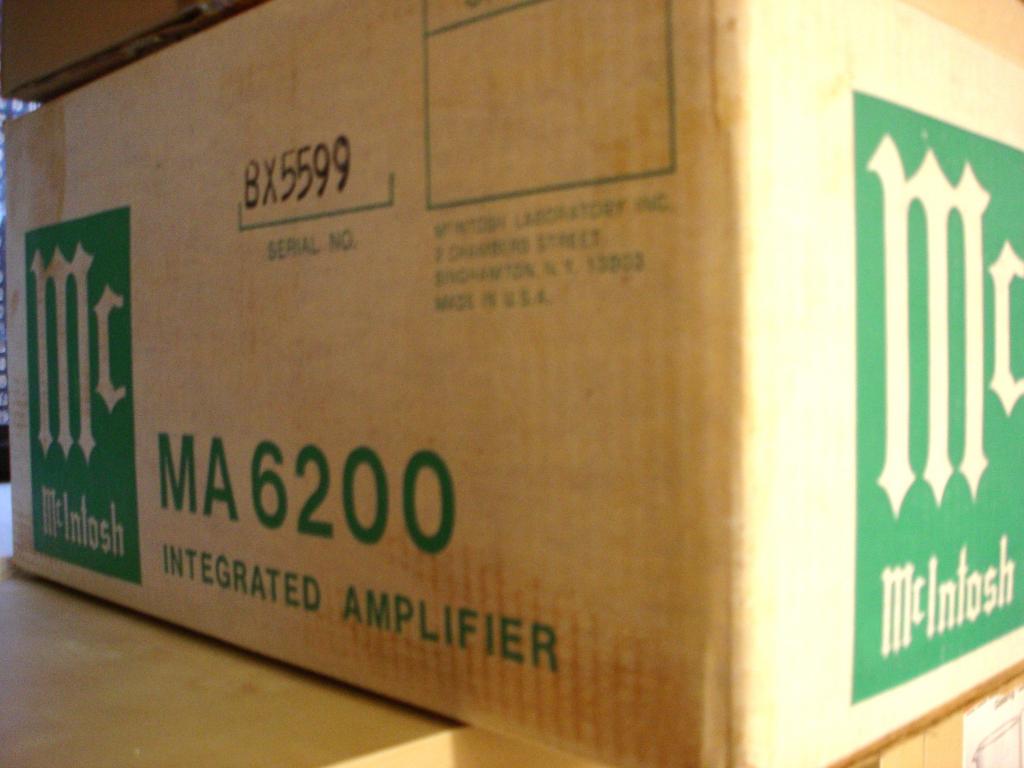 BX5599
SERIAL NO.
McINTOSH LABORATORY INC.
2 CHAMBERS STREET
BINGHAMTON, N.Y. 13903
MADE IN U.S.A.
Mc
McIntosh
MA 6200
INTEGRATED AMPLIFIER
Mc
McIntosh